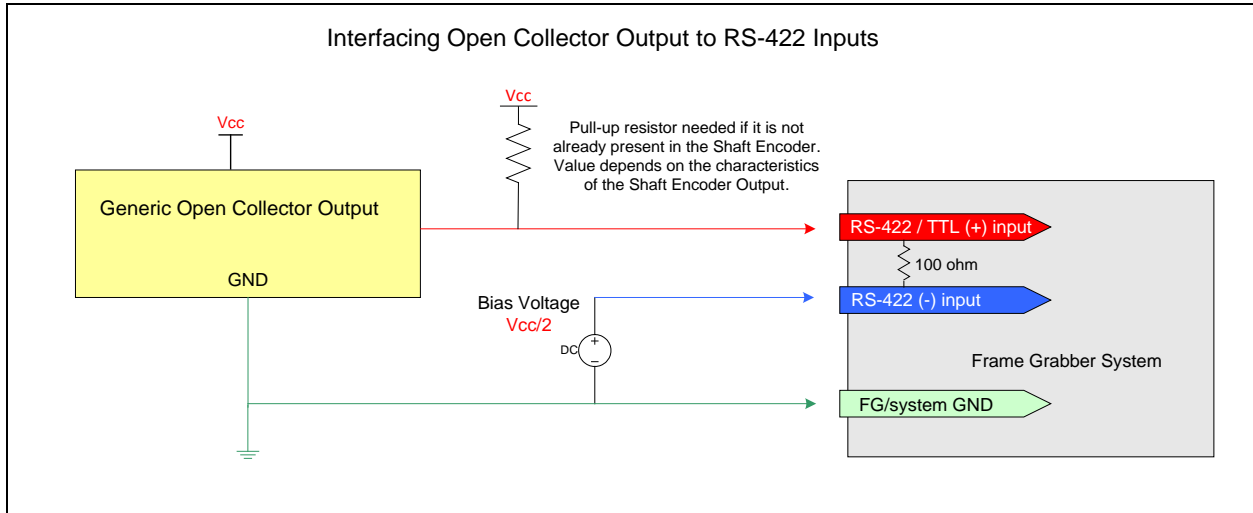 Interfacing Open Collector Output to RS-422 Inputs
Vcc
Vcc
Pull-up resistor needed if it is not
already present in the Shaft Encoder.
Value depends on the characteristics
of the Shaft Encoder Output.
Generic Open Collector Output
GND
RS-422 / TTL (+) input
100 ohm
RS-422 (-) input
Bias Voltage
Vcc/2
DC
+
−
Frame Grabber System
FG/system GND